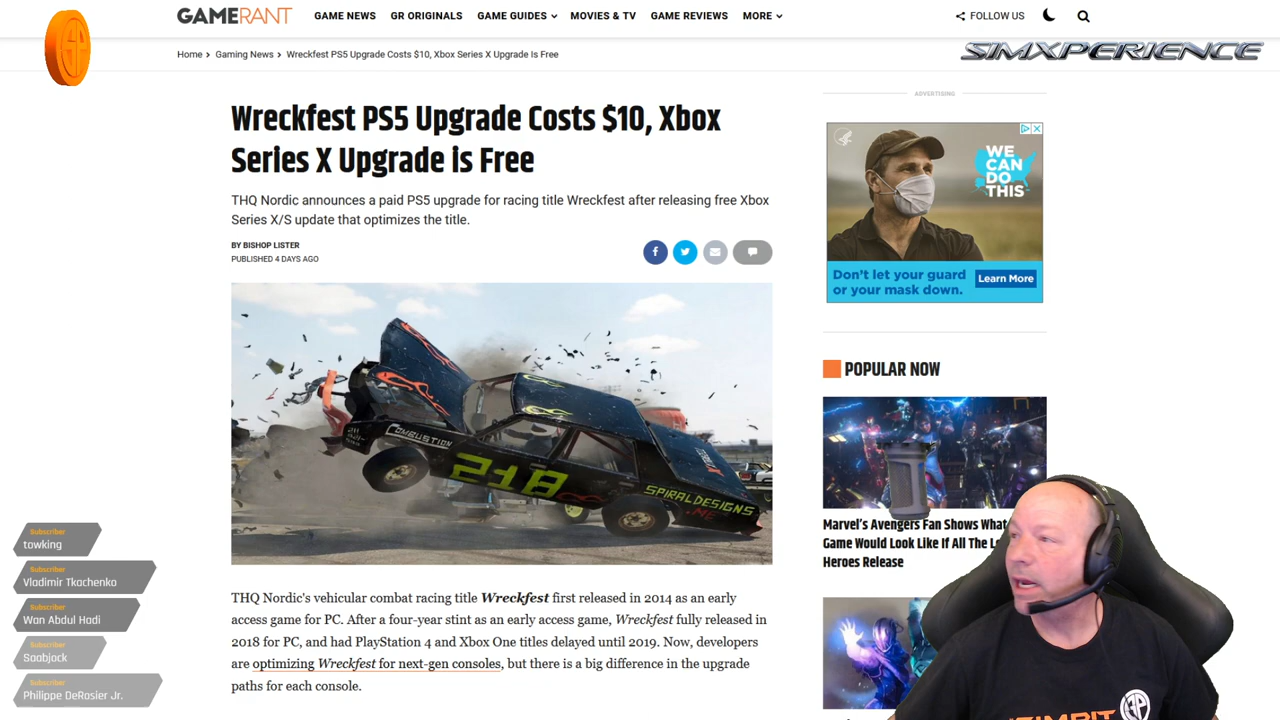 GAMERANT
GAME NEWS
GR ORIGINALS
GAME GUIDES
MOVIES & TV
GAME REVIEWS
MORE
FOLLOW US
SIMXPERIENCE
Home > Gaming News > Wreckfest PS5 Upgrade Costs $10, Xbox Series X Upgrade Is Free
Wreckfest PS5 Upgrade Costs $10, Xbox
Series X Upgrade is Free
THQ Nordic announces a paid PS5 upgrade for racing title Wreckfest after releasing free Xbox
Series X/S update that optimizes the title.
BY BISHOP LISTER
PUBLISHED 4 DAYS AGO
COMBUSTION
218
SPIRALDESIGNS
.ME
THQ Nordic's vehicular combat racing title Wreckfest first released in 2014 as an early
access game for PC. After a four-year stint as an early access game, Wreckfest fully released in
2018 for PC, and had PlayStation 4 and Xbox One titles delayed until 2019. Now, developers
are optimizing Wreckfest for next-gen consoles, but there is a big difference in the upgrade
paths for each console.
ADVERTISING
WE
CAN
DO
THIS
Don't let your guard
or your mask down.
Learn More
POPULAR NOW
Marvel's Avengers Fan Shows What
Game Would Look Like If All The
Heroes Release
Subscriber
towking
Subscriber
Vladimir Tkachenko
Subscriber
Wan Abdul Hadi
Subscriber
Saabjock
Subscriber
Philippe DeRosier Jr.